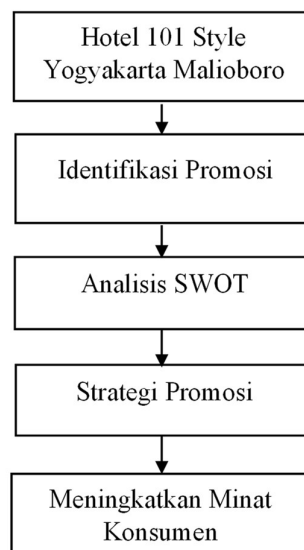 Hotel 101 Style
Yogyakarta Malioboro
Identifikasi Promosi
Analisis SWOT
Strategi Promosi
Meningkatkan Minat
Konsumen